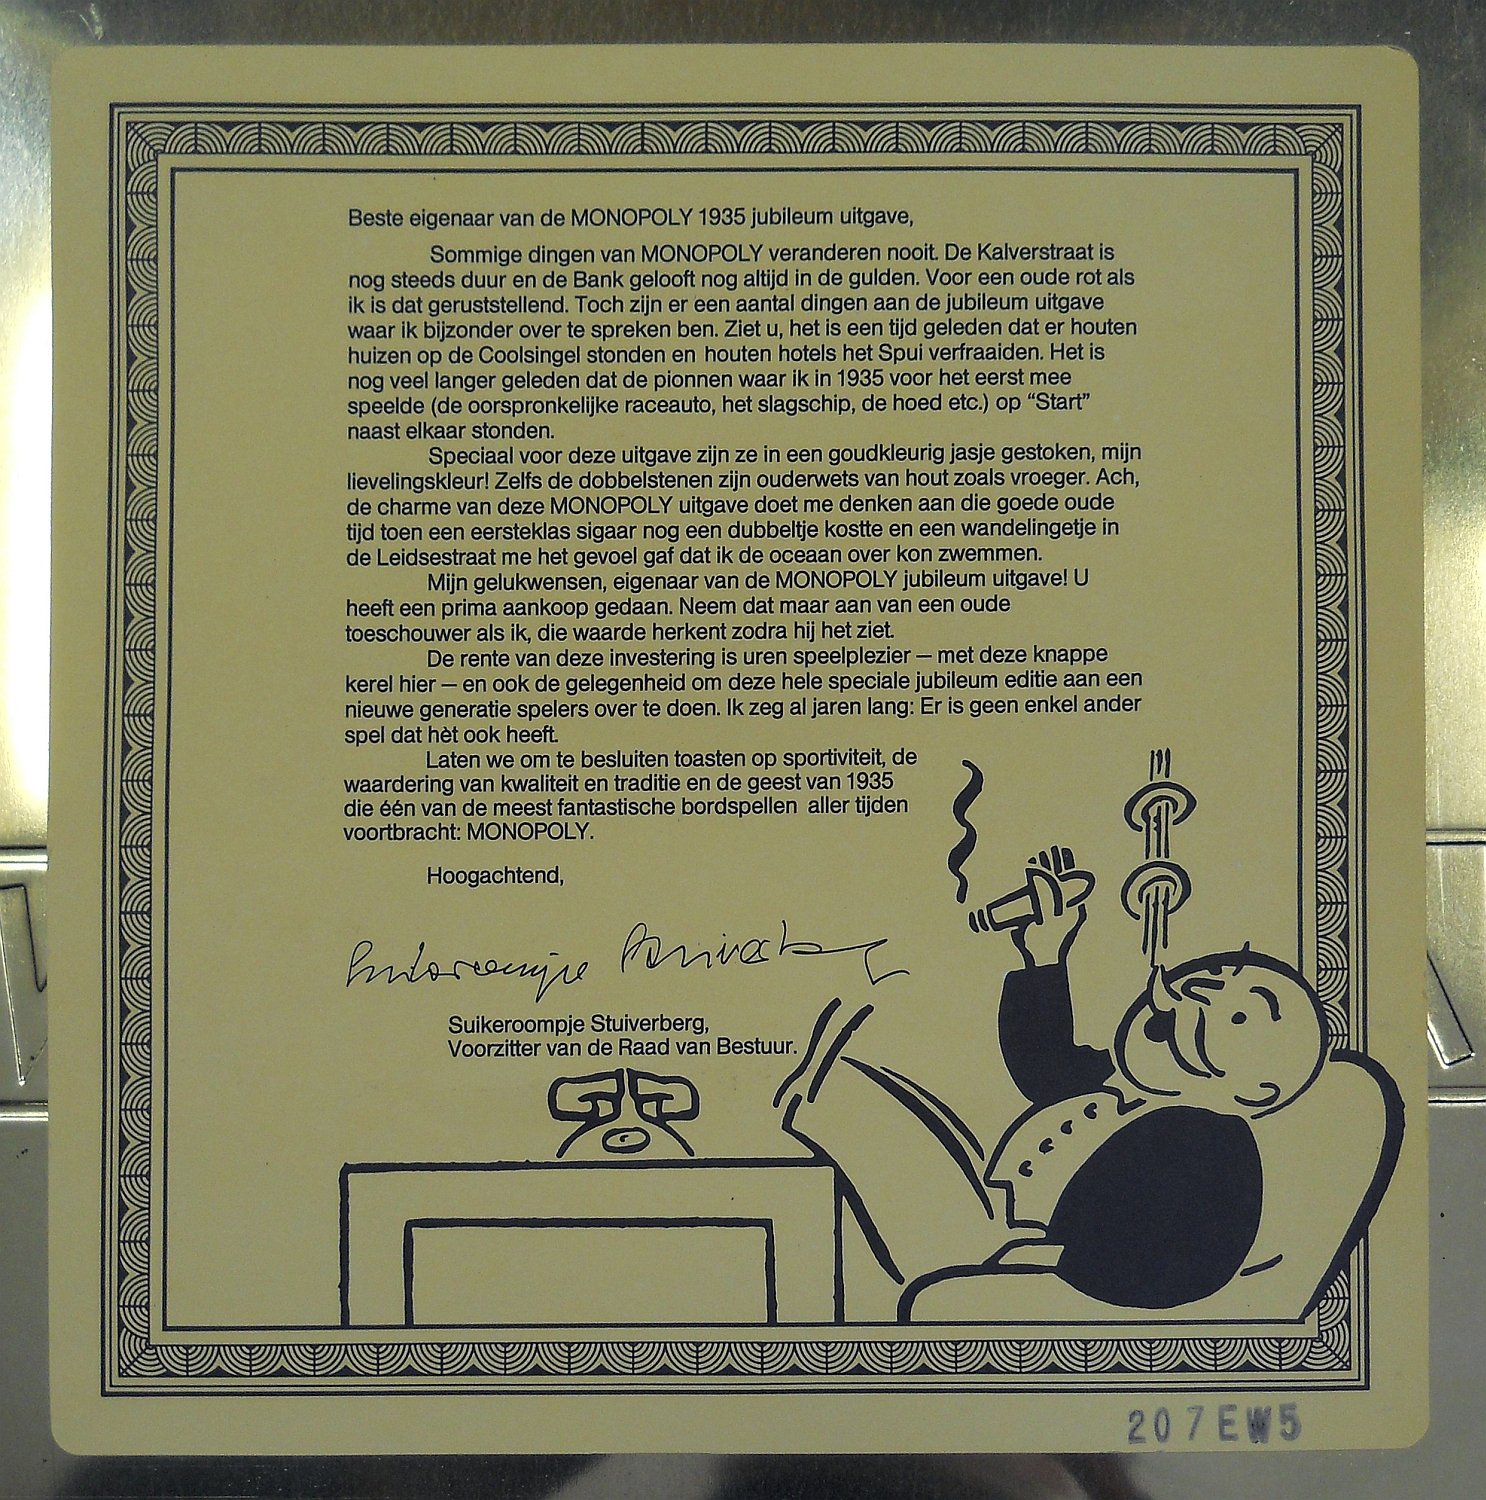 Beste eigenaar van de MONOPOLY 1935 jubileum uitgave,
Sommige dingen van MONOPOLY veranderen nooit. De Kalverstraat is
nog steeds duur en de Bank gelooft nog altijd in de gulden. Voor een oude rot als
ik is dat geruststellend. Toch zijn er een aantal dingen aan de jubileum uitgave
waar ik bijzonder over te spreken ben. Ziet u, het is een tijd geleden dat er houten
huizen op de Coolsingel stonden en houten hotels het Spui verfraaiden. Het is
nog veel langer geleden dat de pionnen waar ik in 1935 voor het eerst mee
speelde (de oorspronkelijke raceauto, het slagschip, de hoed etc.) op “Start”
naast elkaar stonden.
Speciaal voor deze uitgave zijn ze in een goudkleurig jasje gestoken, mijn
lievelingskleur! Zelfs de dobbelstenen zijn ouderwets van hout zoals vroeger. Ach,
de charme van deze MONOPOLY uitgave doet me denken aan die goede oude
tijd toen een eersteklas sigaar nog een dubbeltje kostte en een wandelingetje in
de Leidsestraat me het gevoel gaf dat ik de oceaan over kon zwemmen.
Mijn gelukwensen, eigenaar van de MONOPOLY jubileum uitgave! U
heeft een prima aankoop gedaan. Neem dat maar aan van een oude
toeschouwer als ik, die waarde herkent zodra hij het ziet.
De rente van deze investering is uren speelplezier — met deze knappe
kerel hier — en ook de gelegenheid om deze hele speciale jubileum editie aan een
nieuwe generatie spelers over te doen. Ik zeg al jaren lang: Er is geen enkel ander
spel dat hèt ook heeft.
Laten we om te besluiten toasten op sportiviteit, de
waardering van kwaliteit en traditie en de geest van 1935
die één van de meest fantastische bordspellen aller tijden
voortbracht: MONOPOLY.
Hoogachtend,
Suikeroompje Stuiverberg
Suikeroompje Stuiverberg,
Voorzitter van de Raad van Bestuur.
207EW5